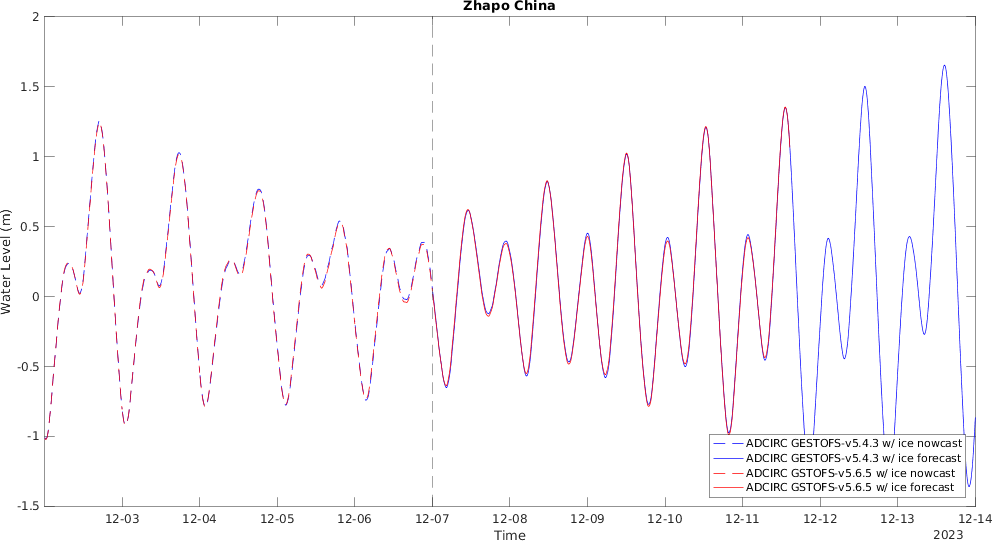 Zhapo China
2
1.5
1
0.5
0
-0.5
-1
-1.5
Water Level (m)
ADCIRC GESTOFS-v5.4.3 w/ ice nowcast
ADCIRC GESTOFS-v5.4.3 w/ ice forecast
ADCIRC GSTOFS-v5.6.5 w/ ice nowcast
ADCIRC GSTOFS-v5.6.5 w/ ice forecast
12-03 12-04 12-05 12-06 12-07 12-08 12-09 12-10 12-11 12-12 12-13 12-14
Time
2023